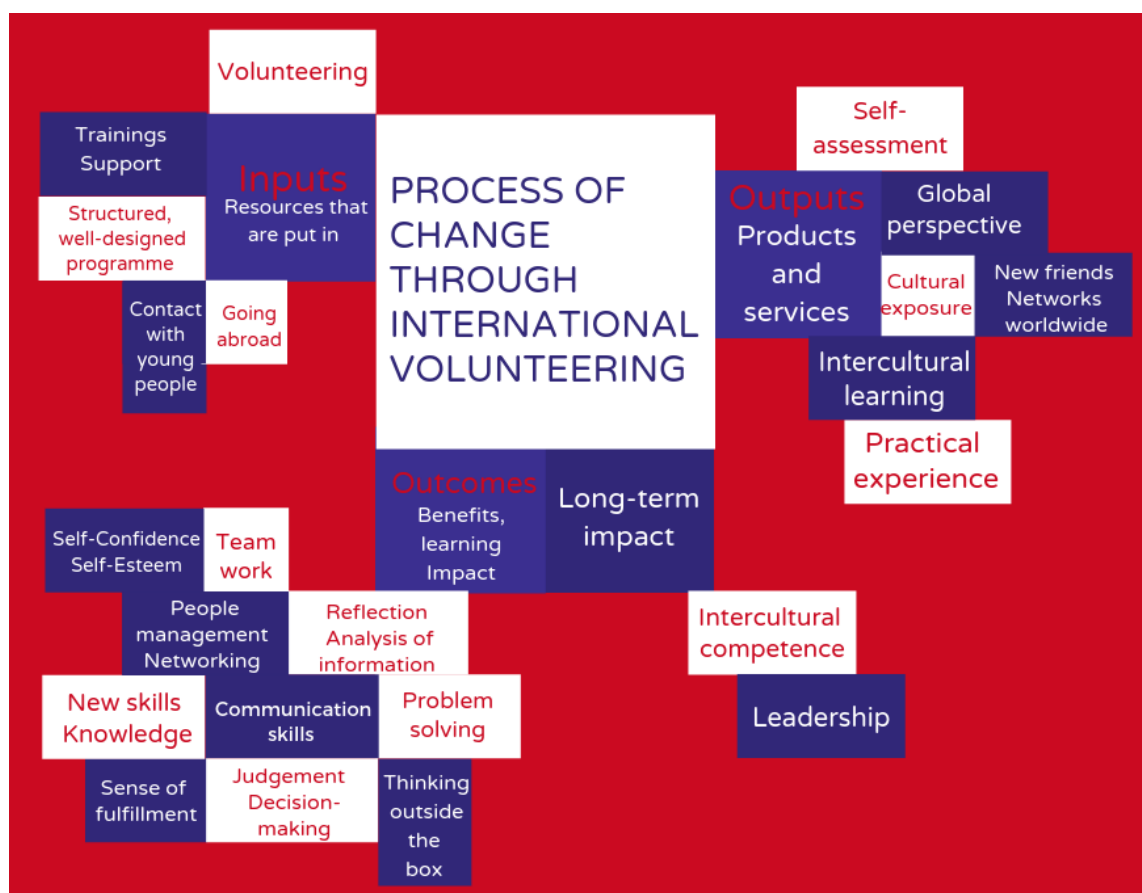 Volunteering
Trainings
Support
Inputs
Resources that
are put in
Structured,
well-designed
programme
Contact
with
young
people
Going
abroad
PROCESS OF
CHANGE
THROUGH
INTERNATIONAL
VOLUNTEERING
Self-
assessment
Outputs
Products
and
services
Global
perspective
Cultural
exposure
New friends
Networks
worldwide
Intercultural
learning
Practical
experience
Outcomes
Benefits,
learning
Impact
Long-term
impact
Self-Confidence
Self-Esteem
Team
work
People
management
Networking
Reflection
Analysis of
information
New skills
Knowledge
Communication
skills
Problem
solving
Sense of
fulfillment
Judgement
Decision-
making
Thinking
outside
the
box
Intercultural
competence
Leadership